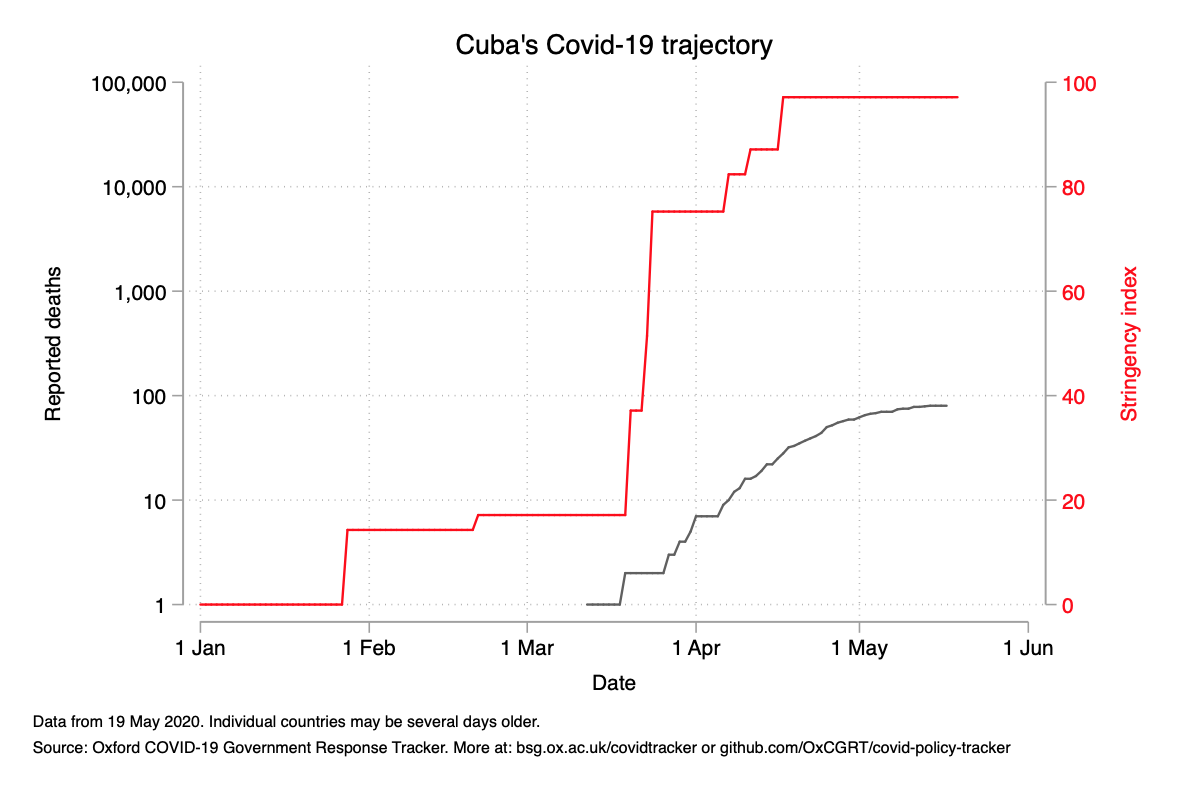 Cuba's Covid-19 trajectory
100,000
10,000
1,000
100
10
1
Reported deaths
100
80
60
40
20
0
Stringency index
1 Jan
1 Feb
1 Mar
1 Apr
1 May
1 Jun
Date
Data from 19 May 2020. Individual countries may be several days older.
Source: Oxford COVID-19 Government Response Tracker. More at: bsg.ox.ac.uk/covidtracker or github.com/OxCGRT/covid-policy-tracker